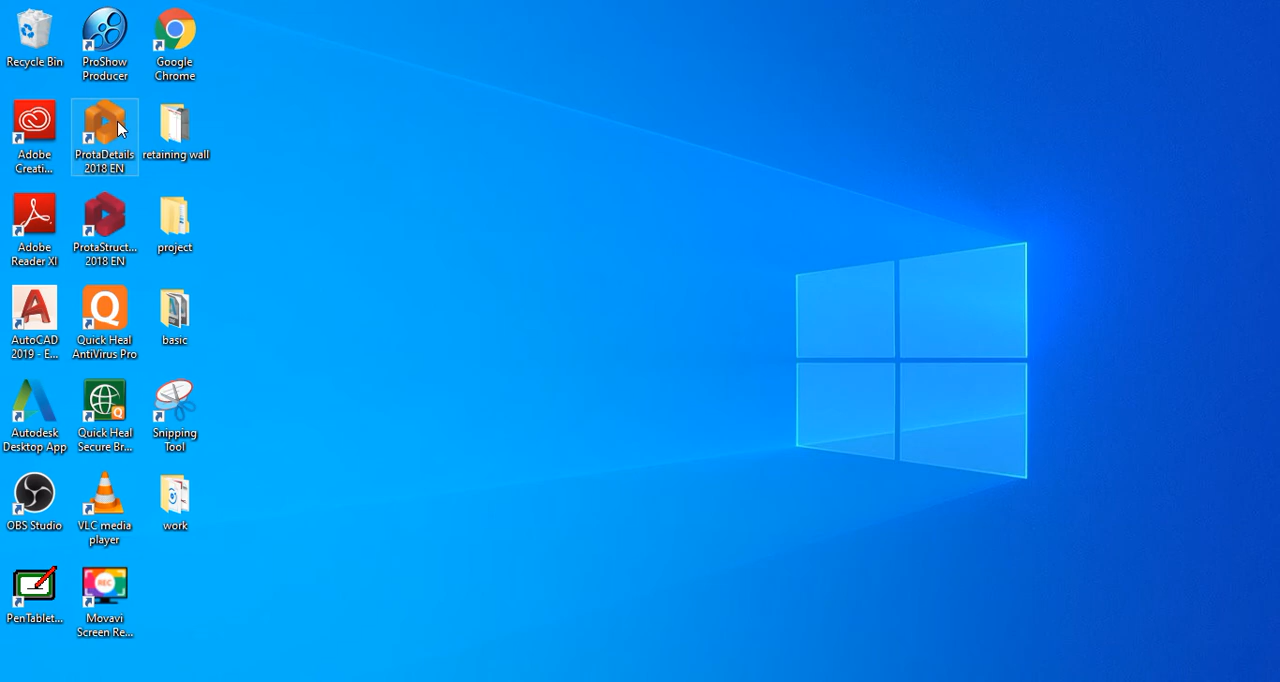 Recycle Bin
ProShow
Producer
Google
Chrome
Adobe
Creati...
ProtaDetails
2018 EN
retaining wall
Adobe
Reader XI
ProtaStruct...
2018 EN
project
AutoCAD
2019 - E...
Quick Heal
AntiVirus Pro
basic
Autodesk
Desktop App
Quick Heal
Secure Br...
Snipping
Tool
OBS Studio
VLC media
player
work
PenTablet...
REC
Movavi
Screen Re...